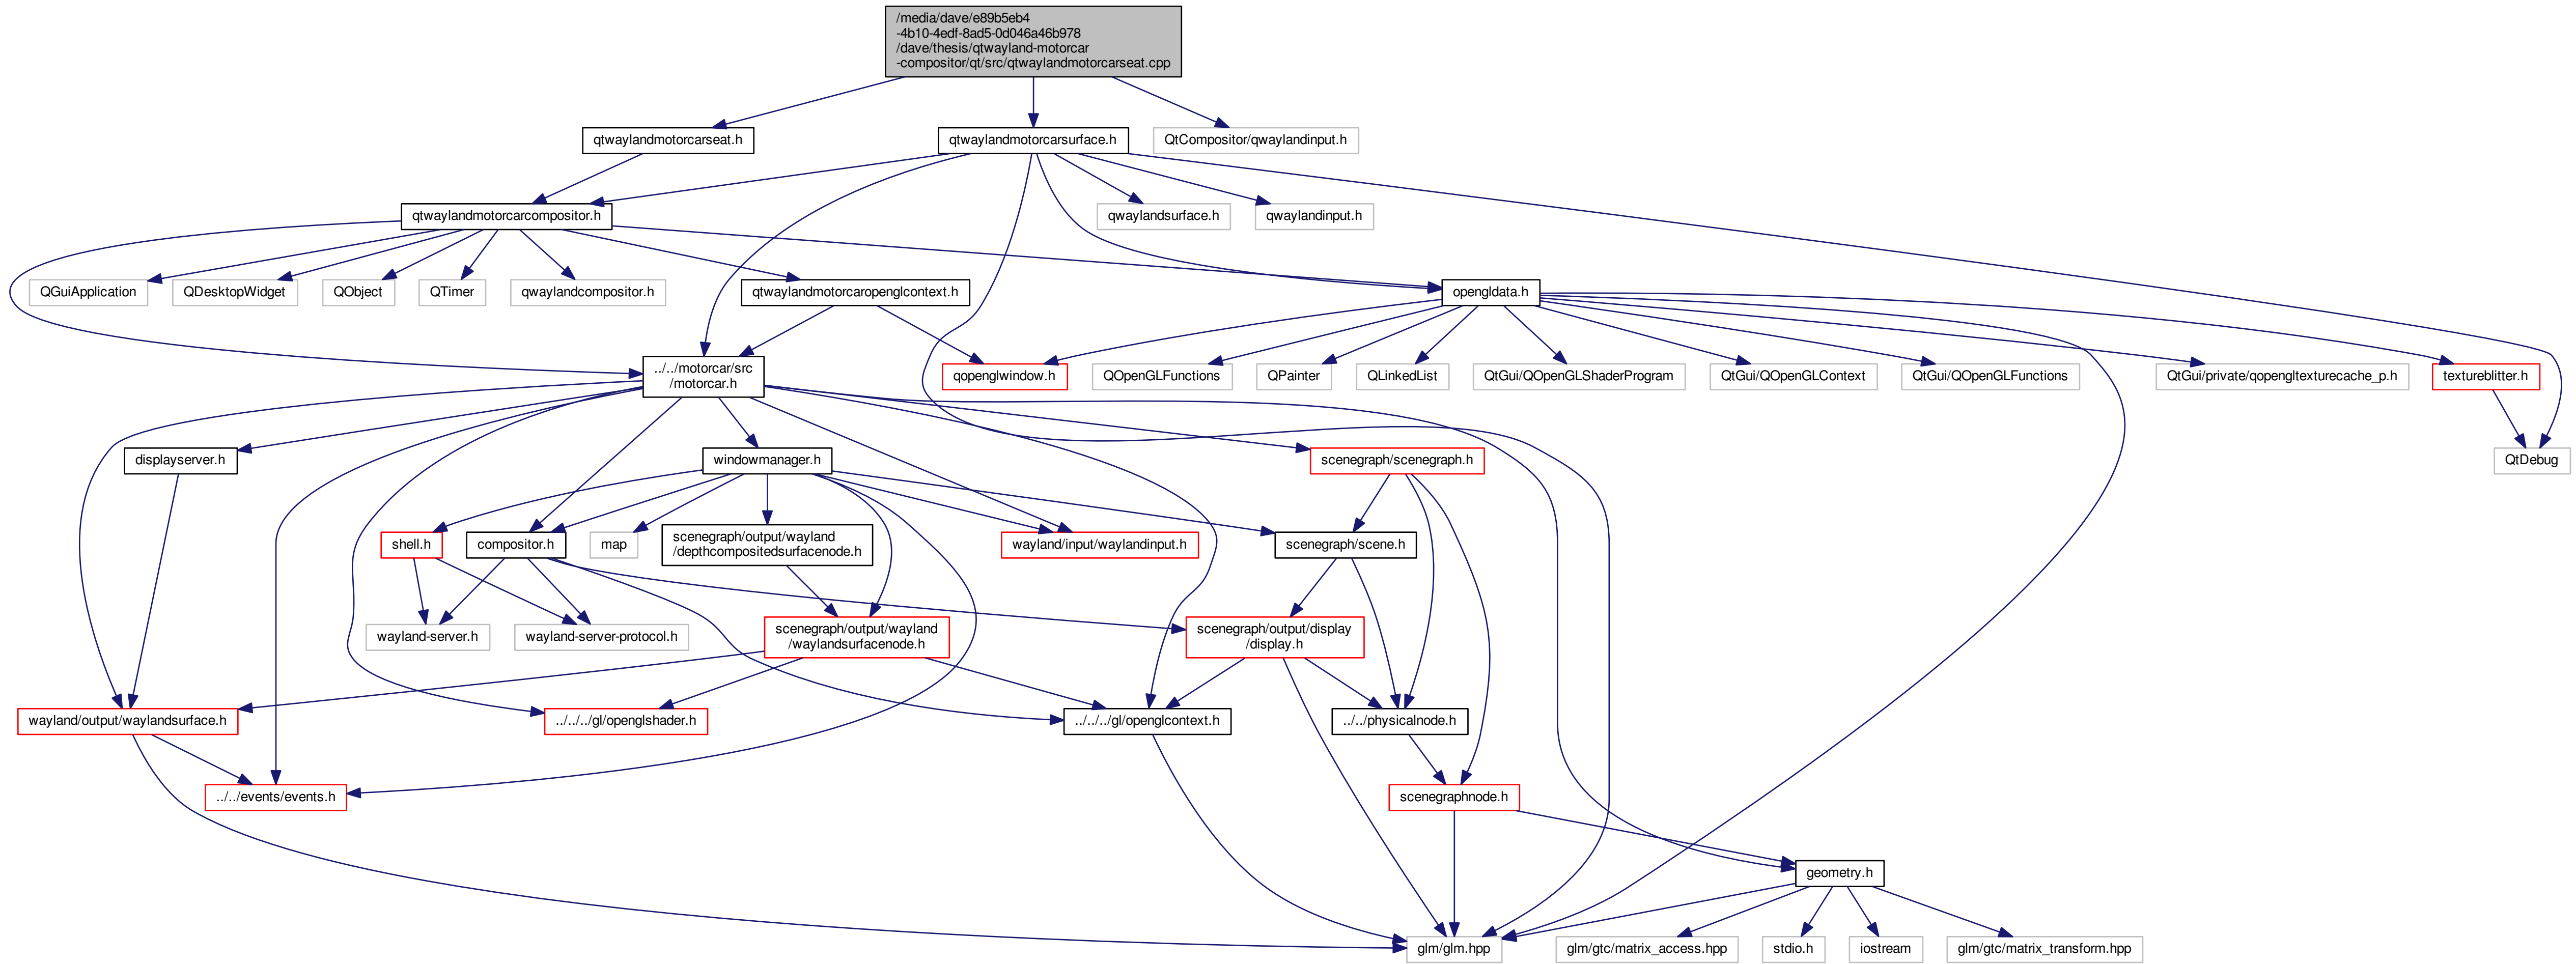 /media/dave/e89b5eb4
-4b10-4edf-8ad5-0d046a46b978
/dave/thesis/qtwayland-motorcar
-compositor/qt/src/qtwaylandmotorcarseat.cpp
qtwaylandmotorcarseat.h
qtwaylandmotorcarsurface.h
QtCompositor/qwaylandinput.h
qtwaylandmotorcarcompositor.h
qwaylandsurface.h
qwaylandinput.h
QGuiApplication
QDesktopWidget
QObject
QTimer
qwaylandcompositor.h
qtwaylandmotorcaropenglcontext.h
opengldata.h
../../motorcar/src
/motorcar.h
qopenglwindow.h
QOpenGLFunctions
QPainter
QLinkedList
QtGui/QOpenGLShaderProgram
QtGui/QOpenGLContext
QtGui/QOpenGLFunctions
QtGui/private/qopengltexturecache_p.h
textureblitter.h
displayserver.h
windowmanager.h
scenegraph/scenegraph.h
QtDebug
shell.h
compositor.h
map
scenegraph/output/wayland
/depthcompositedsurfacenode.h
wayland/input/waylandinput.h
scenegraph/scene.h
wayland-server.h
wayland-server-protocol.h
scenegraph/output/wayland
/waylandsurfacenode.h
scenegraph/output/display
/display.h
wayland/output/waylandsurface.h
../../../gl/openglshader.h
../../../gl/openglcontext.h
../../physicalnode.h
../../events/events.h
scenegraphnode.h
geometry.h
glm/glm.hpp
glm/gtc/matrix_access.hpp
stdio.h
iostream
glm/gtc/matrix_transform.hpp